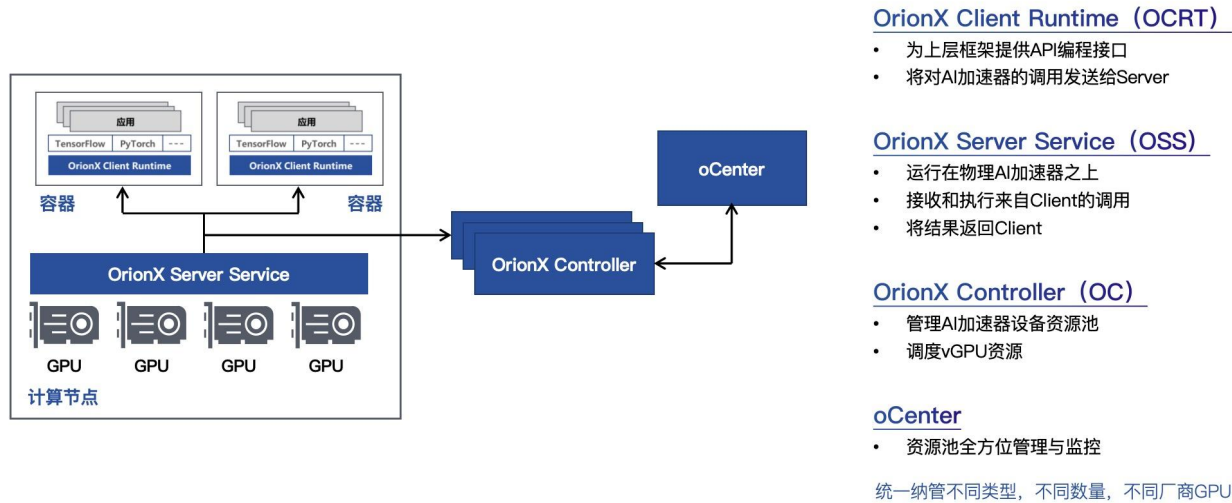 应用
TensorFlow PyTorch ---
OrionX Client Runtime
容器
应用
TensorFlow PyTorch ---
OrionX Client Runtime
容器
OrionX Server Service
GPU GPU GPU GPU
计算节点
OrionX Controller
oCenter
OrionX Client Runtime（OCRT）
• 为上层框架提供API编程接口
• 将对AI加速器的调用发送给Server
OrionX Server Service（OSS）
• 运行在物理AI加速器之上
• 接收和执行来自Client的调用
• 将结果返回Client
OrionX Controller（OC）
• 管理AI加速器设备资源池
• 调度vGPU资源
oCenter
• 资源池全方位管理与监控
统一纳管不同类型，不同数量，不同厂商GPU